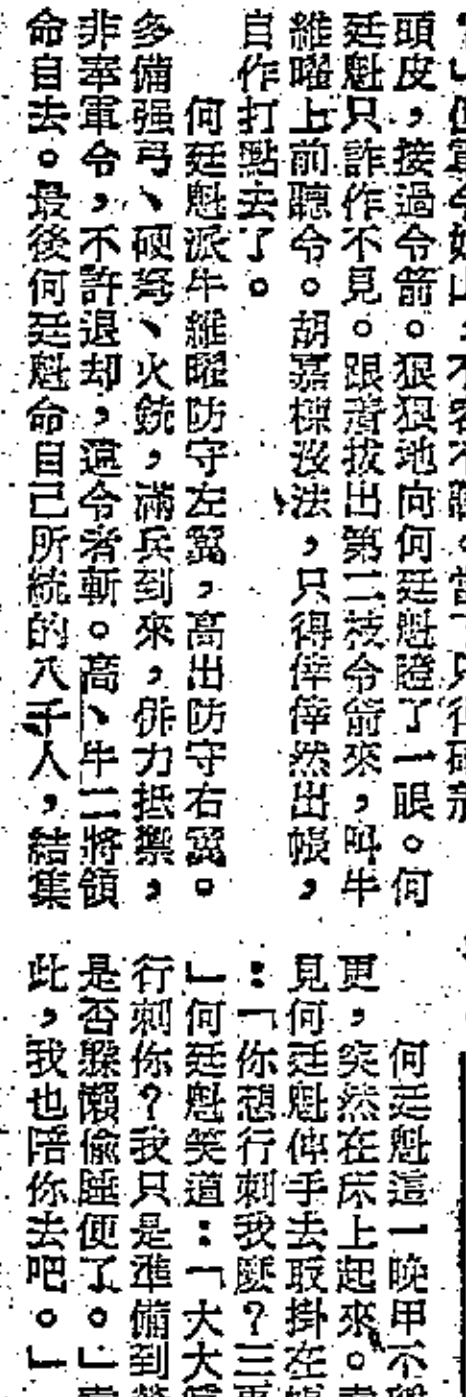 頭皮，接過令箭。狠狠地向何廷魁瞪了一眼。何
廷魁只詐作不見。跟着拔出第二枝令箭來，叫牛
維曜上前聽令。胡嘉棟沒法，只得倖倖然出帳，
自作打點去了。
何廷魁派牛維曜防守左翼，高出防守右翼。
多備强弓、硬弩、火銃，滿兵到來，俳力抵禦，
非奉軍令，不許退却，違令者斬。高、牛二將領
命自去。最後何廷魁命自己所統的八千人，結集
何廷魁這一晚甲不
更，突然在床上起來。
見何廷魁伸手去取掛在
：「你想行刺我麼？三
」何廷魁笑道：「大大
行刺你？我只是準備到
是否躲懶偷睡便了。」
此，我也陪你去吧。」